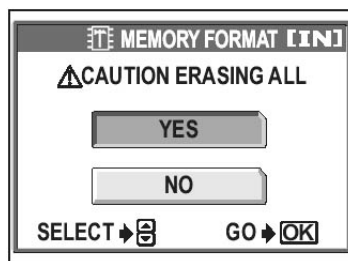 MEMORY FORMAT [IN]
CAUTION ERASING ALL
YES
NO
SELECT GO OK